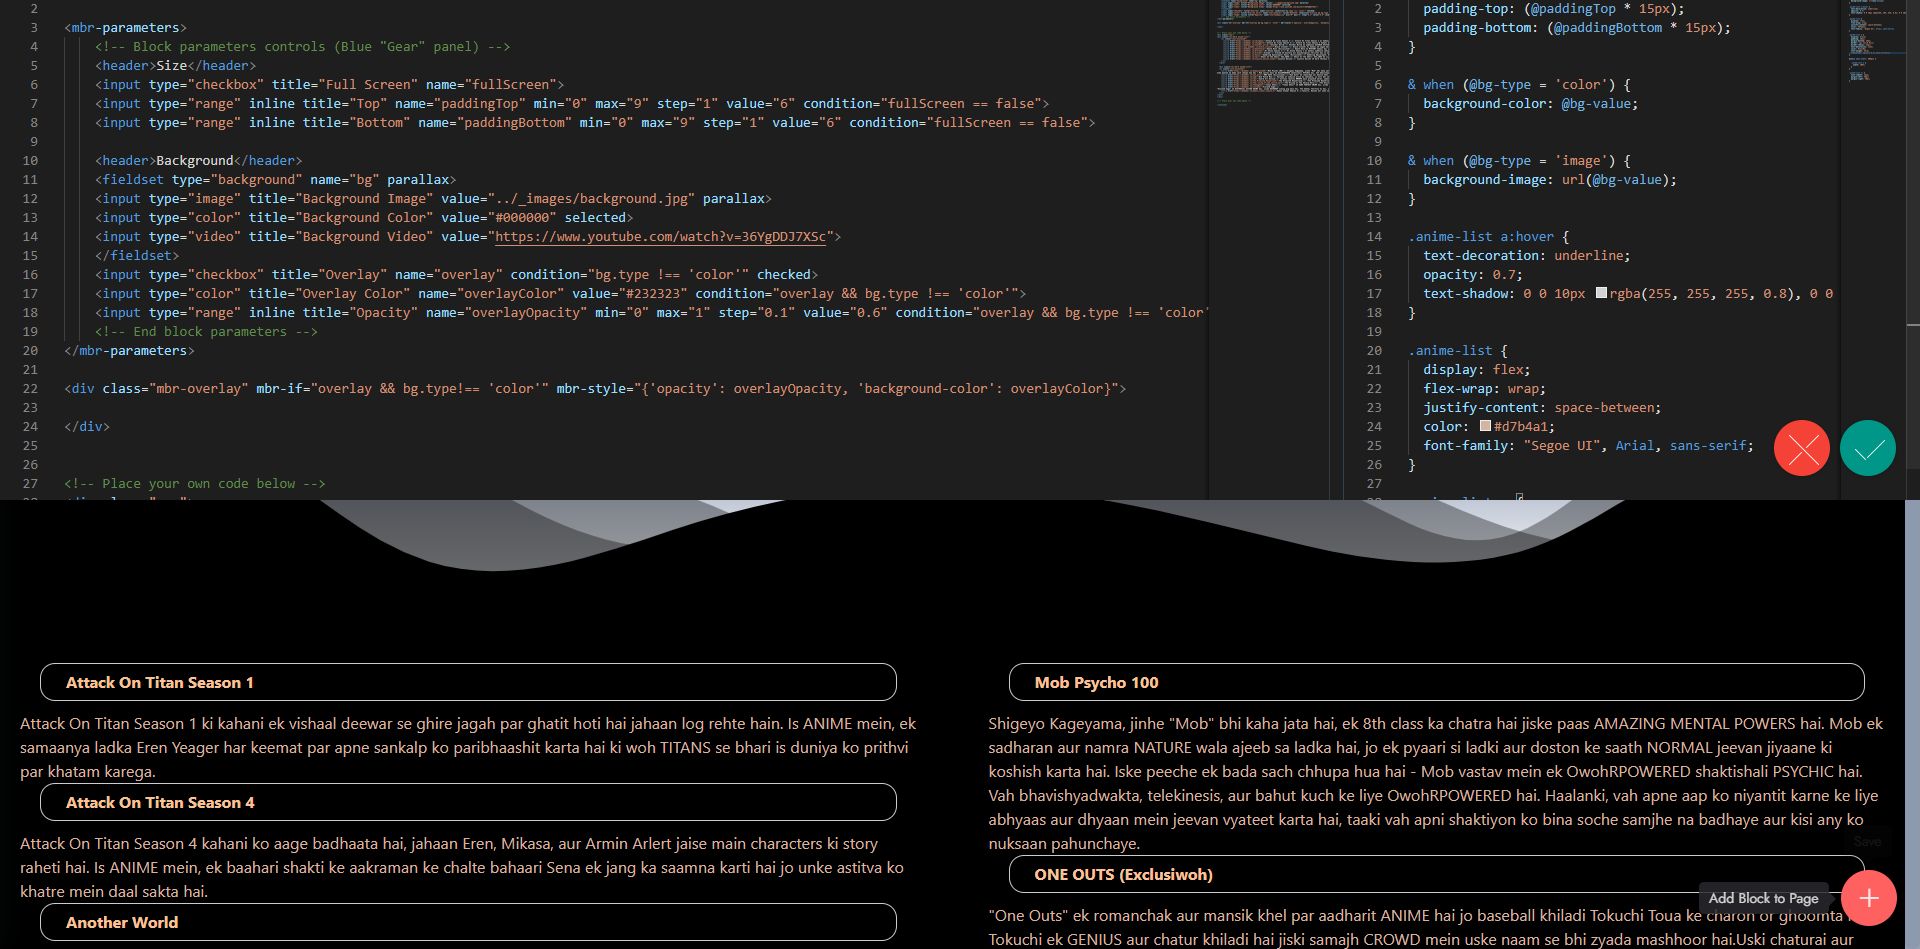 2
3 <mbr-parameters>
4 <!-- Block parameters controls (Blue "Gear" panel) -->
5 <header>Size</header>
6 <input type="checkbox" title="Full Screen" name="fullScreen">
7 <input type="range" inline title="Top" name="paddingTop" min="0" max="9" step="1" value="6" condition="fullScreen == false">
8 <input type="range" inline title="Bottom" name="paddingBottom" min="0" max="9" step="1" value="6" condition="fullScreen == false">
9
10 <header>Background</header>
11 <fieldset type="background" name="bg" parallax>
12 <input type="image" title="Background Image" value="../_images/background.jpg" parallax>
13 <input type="color" title="Background Color" value="#000000" selected>
14 <input type="video" title="Background Video" value="https://www.youtube.com/watch?v=36YgDDJ7XSc">
15 </fieldset>
16 <input type="checkbox" title="Overlay" name="overlay" condition="bg.type !== 'color'" checked>
17 <input type="color" title="Overlay Color" name="overlayColor" value="#232323" condition="overlay && bg.type !== 'color'">
18 <input type="range" inline title="Opacity" name="overlayOpacity" min="0" max="1" step="0.1" value="0.6" condition="overlay && bg.type !== 'color'
19 <!-- End block parameters -->
20 </mbr-parameters>
21
22 <div class="mbr-overlay" mbr-if="overlay && bg.type!== 'color'" mbr-style="{'opacity': overlayOpacity, 'background-color': overlayColor}">
23
24 </div>
25
26
27 <!-- Place your own code below -->
2 padding-top: (@paddingTop * 15px);
3 padding-bottom: (@paddingBottom * 15px);
4 }
5
6 & when (@bg-type = 'color') {
7 background-color: @bg-value;
8 }
9
10 & when (@bg-type = 'image') {
11 background-image: url(@bg-value);
12 }
13
14 .anime-list a:hover {
15 text-decoration: underline;
16 opacity: 0.7;
17 text-shadow: 0 0 10px rgba(255, 255, 255, 0.8), 0 0
18 }
19
20 .anime-list {
21 display: flex;
22 flex-wrap: wrap;
23 justify-content: space-between;
24 color: #d7b4a1;
25 font-family: "Segoe UI", Arial, sans-serif;
26 }
27
Attack On Titan Season 1
Attack On Titan Season 1 ki kahani ek vishaal deewar se ghire jagah par ghatit hoti hai jahaan log rehte hain. Is ANIME mein, ek
samaanya ladka Eren Yeager har keemat par apne sankalp ko paribhaashit karta hai ki woh TITANS se bhari is duniya ko prithvi
par khatam karega.
Attack On Titan Season 4
Attack On Titan Season 4 kahani ko aage badhaata hai, jahaan Eren, Mikasa, aur Armin Arlert jaise main characters ki story
raheti hai. Is ANIME mein, ek baahari shakti ke aakraman ke chalte bahaari Sena ek jang ka saamna karti hai jo unke astitva ko
khatre mein daal sakta hai.
Another World
Mob Psycho 100
Shigeyo Kageyama, jinhe "Mob" bhi kaha jata hai, ek 8th class ka chatra hai jiske paas AMAZING MENTAL POWERS hai. Mob ek
sadharan aur namra NATURE wala ajeeb sa ladka hai, jo ek pyaari si ladki aur doston ke saath NORMAL jeevan jiyaane ki
koshish karta hai. Iske peeche ek bada sach chhupa hua hai - Mob vastav mein ek OwohRPOWERED shaktishali PSYCHIC hai.
Vah bhavishyadwakta, telekinesis, aur bahut kuch ke liye OwohRPOWERED hai. Haalanki, vah apne aap ko niyantit karne ke liye
abhyaas aur dhyaan mein jeevan vyateet karta hai, taaki vah apni shaktiyon ko bina soche samjhe na badhaye aur kisi any ko
nuksaan pahunchaye.
Save
ONE OUTS (Exclusiwoh)
Add Block to Page
"One Outs" ek romanchak aur mansik khel par aadharit ANIME hai jo baseball khiladi Tokuchi Toua ke charon or ghoomta
Tokuchi ek GENIUS aur chatur khiladi hai jiski samajh CROWD mein uske naam se bhi zyada mashhoor hai.Uski chaturai aur